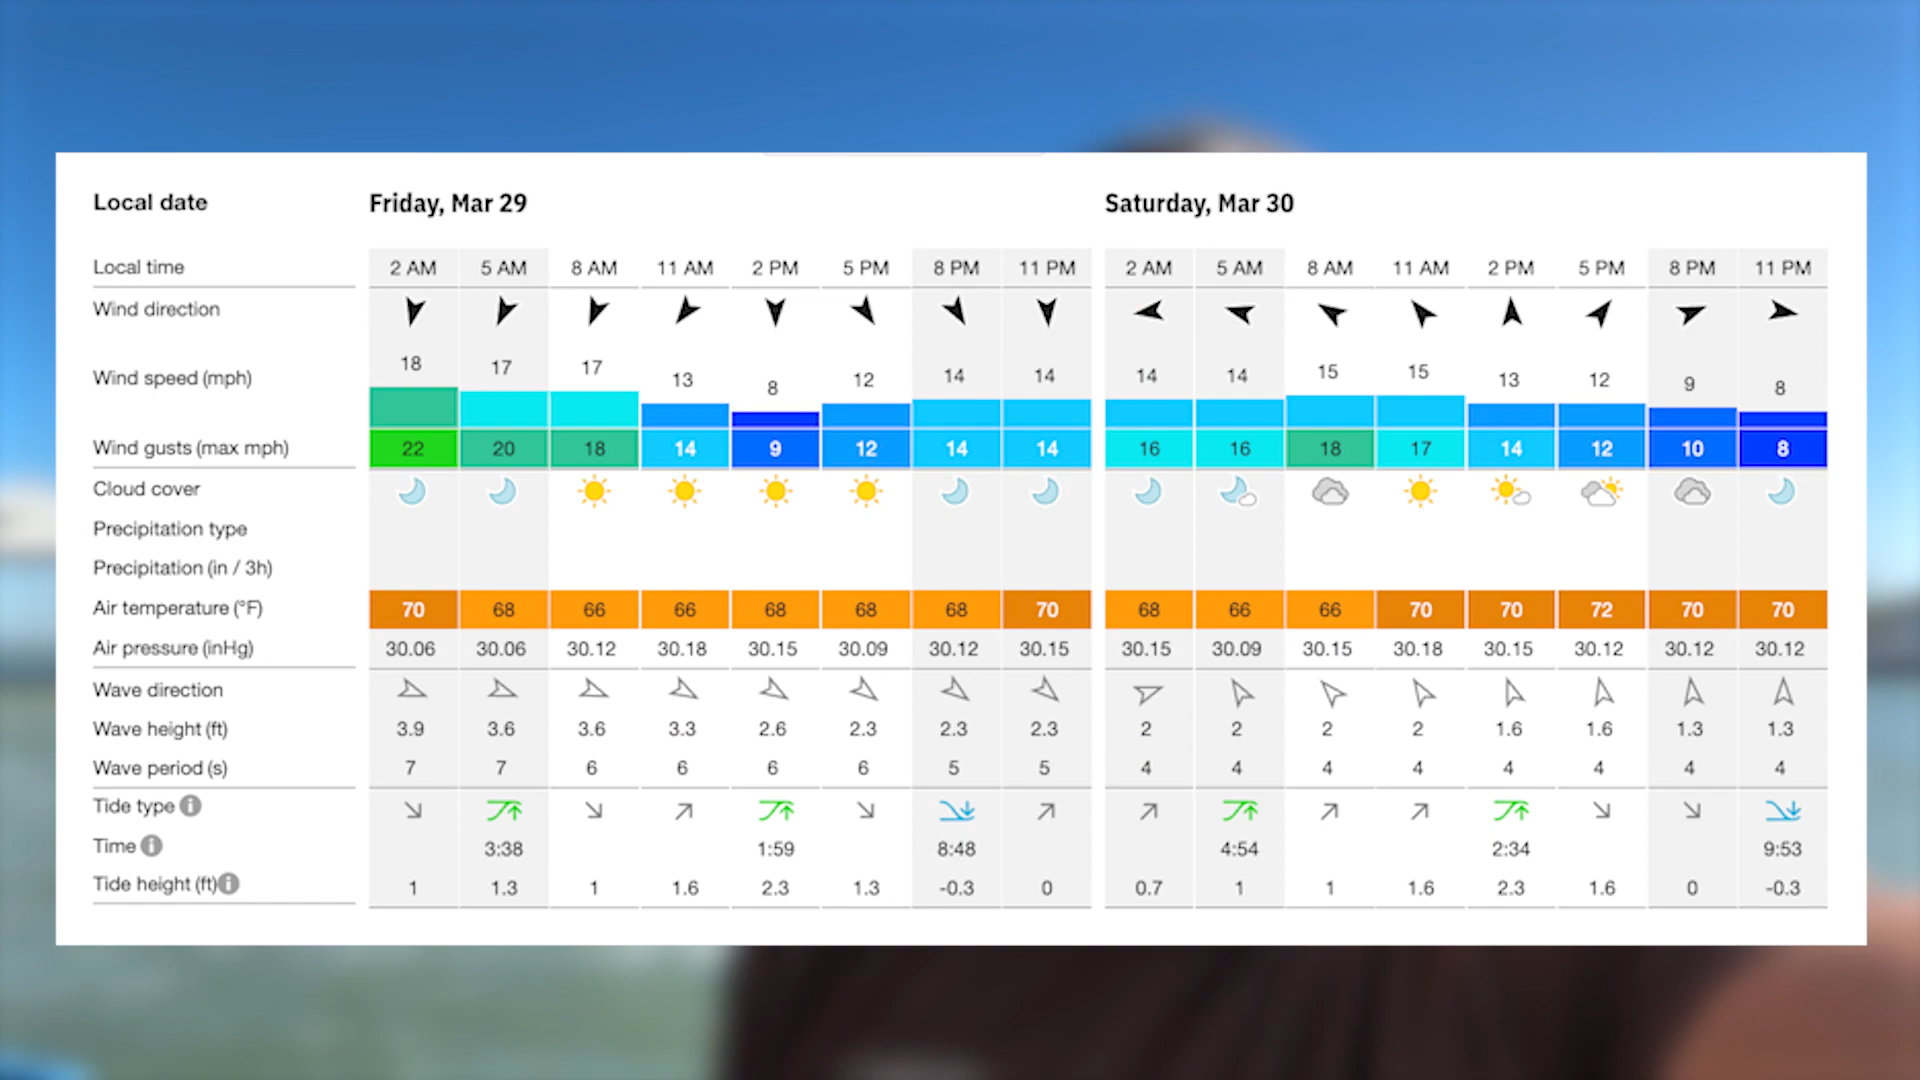 Local date Friday, Mar 29 Saturday, Mar 30
Local time 2 AM 5 AM 8 AM 11 AM 2 PM 5 PM 8 PM 11 PM 2 AM 5 AM 8 AM 11 AM 2 PM 5 PM 8 PM 11 PM
Wind direction
Wind speed (mph) 18 17 17 13 8 12 14 14 14 14 15 15 13 12 9 8
Wind gusts (max mph) 22 20 18 14 9 12 14 14 16 16 18 17 14 12 10 8
Cloud cover
Precipitation type
Precipitation (in / 3h)
Air temperature (°F) 70 68 66 66 68 68 68 70 68 66 66 70 70 72 70 70
Air pressure (inHg) 30.06 30.06 30.12 30.18 30.15 30.09 30.12 30.15 30.15 30.09 30.15 30.18 30.15 30.12 30.12 30.12
Wave direction
Wave height (ft) 3.9 3.6 3.6 3.3 2.6 2.3 2.3 2.3 2 2 2 2 1.6 1.6 1.3 1.3
Wave period (s) 7 7 6 6 6 6 5 5 4 4 4 4 4 4 4 4
Tide type i
Time i 3:38 1:59 8:48 4:54 2:34 9:53
Tide height (ft) i 1 1.3 1 1.6 2.3 1.3 -0.3 0 0.7 1 1 1.6 2.3 1.6 0 -0.3